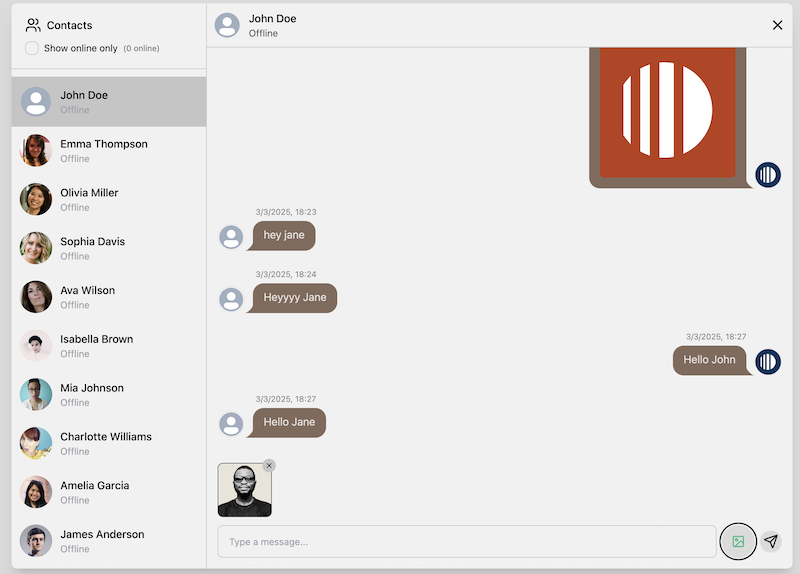 Contacts
Show online only (0 online)
John Doe
Offline
Emma Thompson
Offline
Olivia Miller
Offline
Sophia Davis
Offline
Ava Wilson
Offline
Isabella Brown
Offline
Mia Johnson
Offline
Charlotte Williams
Offline
Amelia Garcia
Offline
James Anderson
Offline
John Doe
Offline
3/3/2025, 18:23
hey jane
3/3/2025, 18:24
Heyyyy Jane
3/3/2025, 18:27
Hello John
3/3/2025, 18:27
Hello Jane
Type a message...